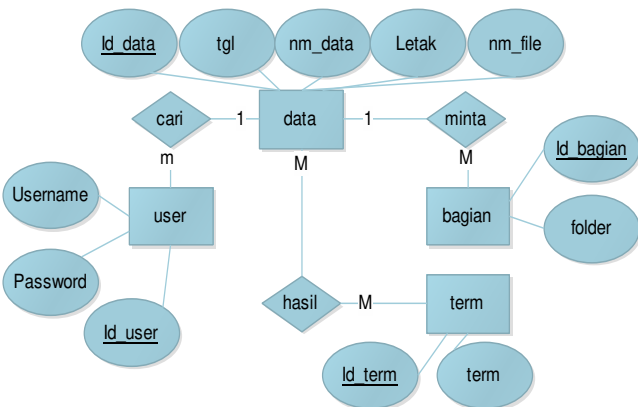 Id_data
tgl
nm_data
Letak
nm_file
cari
1
data
1
minta
m
M
M
Id_bagian
Username
user
bagian
folder
Password
hasil
M
term
Id_user
Id_term
term